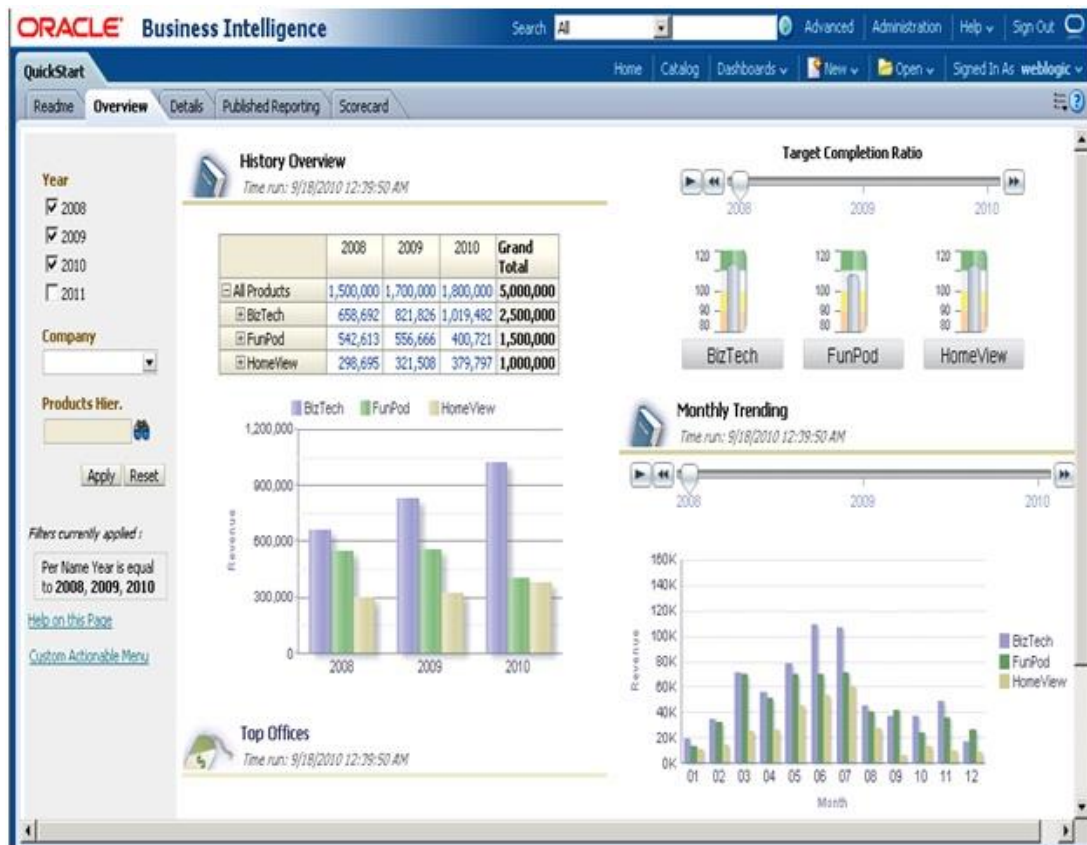 ORACLE Business Intelligence
Search All Advanced Administration Help Sign Out
QuickStart
Home Catalog Dashboards New Open Signed In As weblogic
Readme Overview Details Published Reporting Scorecard
Year
2008
2009
2010
2011
Company
Products Hier.
Apply Reset
Filters currently applied :
Per Name Year is equal
to 2008, 2009, 2010
Help on this Page
Custom Actionable Menu
History Overview
Time run: 9/18/2010 12:39:50 AM
2008 2009 2010 Grand
Total
All Products 1,500,000 1,700,000 1,800,000 5,000,000
BizTech 658,692 821,826 1,019,482 2,500,000
FunPod 542,613 556,666 400,721 1,500,000
HomeView 298,695 321,508 379,797 1,000,000
BizTech FunPod HomeView
1,200,000
900,000
600,000
300,000
0
Revenue
2008 2009 2010
Top Offices
Time run: 9/18/2010 12:39:50 AM
Target Completion Ratio
2008 2009 2010
120 120 120
100 100 100
90 90 90
80 80 80
BizTech FunPod HomeView
Monthly Trending
Time run: 9/18/2010 12:39:50 AM
2008 2009 2010
160K
140K
120K
100K
80K
60K
40K
20K
0K
Revenue
01 02 03 04 05 06 07 08 09 10 11 12
Month
BizTech
FunPod
HomeView